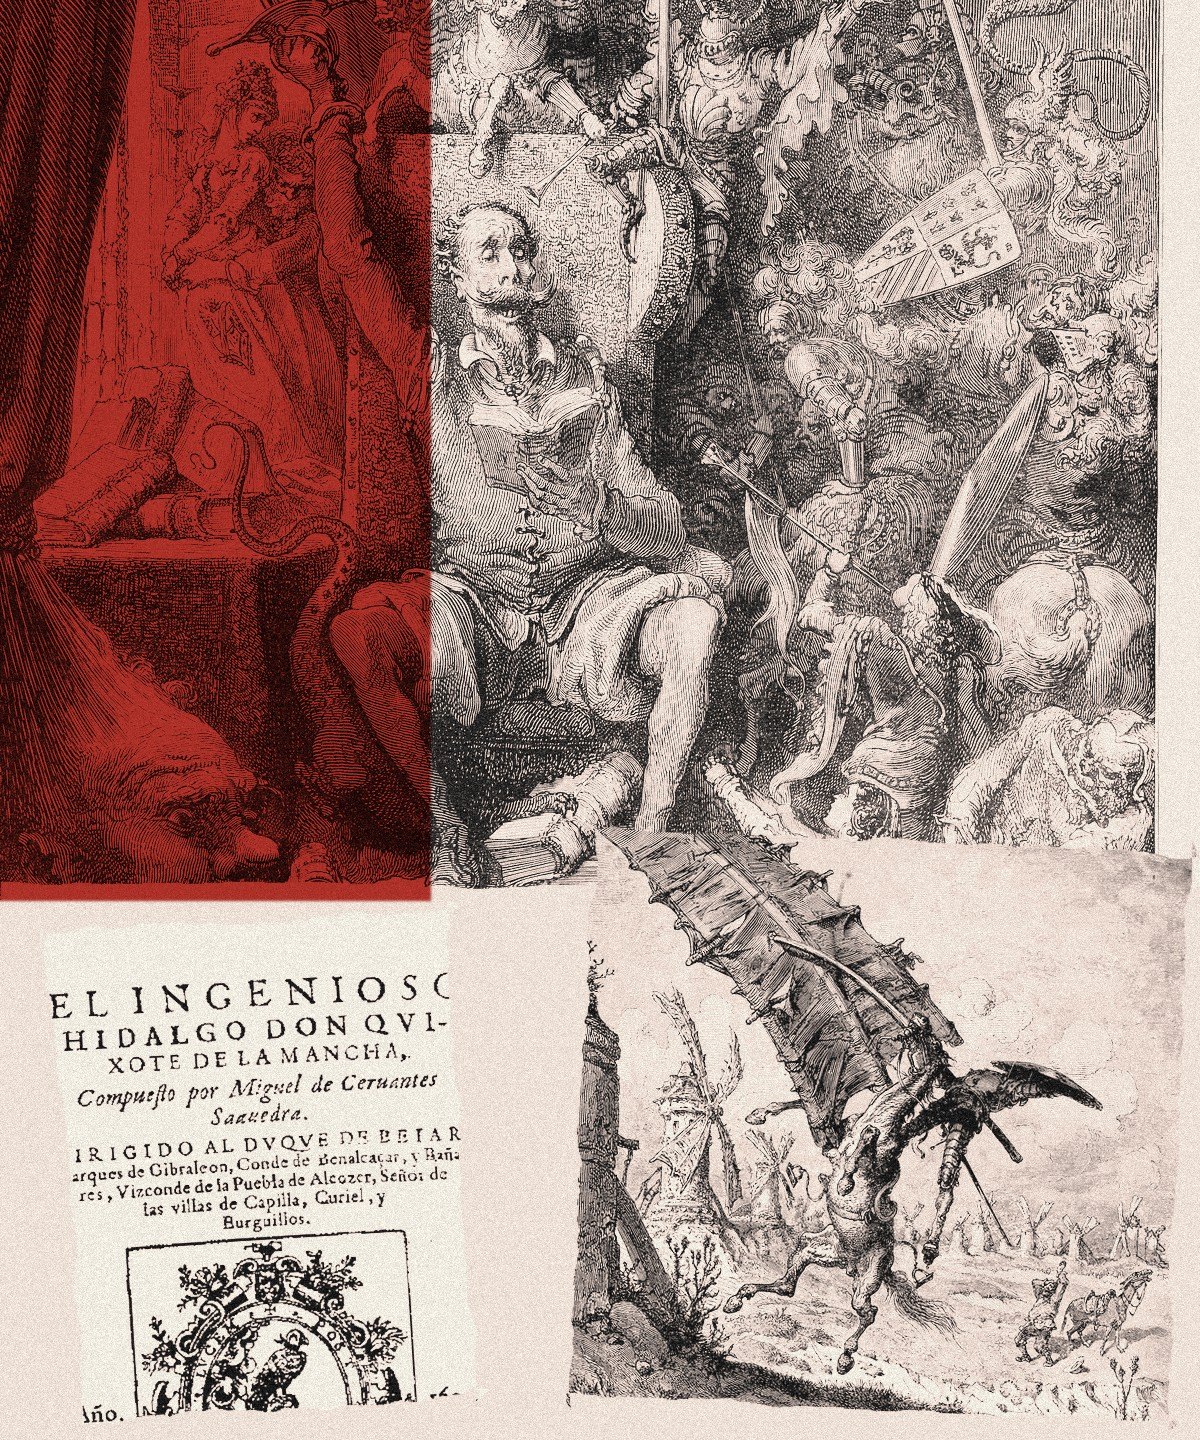 EL INGENIOSO
HIDALGO DON QVI-
XOTE DE LA MANCHA,
Compueſto por Miguel de Ceruantes
Saauedra.
IRIGIDO AL DVQVE DE BEIAR
arques de Gibraleon, Conde de Benalcaçar, y Baña
res, Vizconde de la Puebla de Alcozer, Señor de
las villas de Capilla, Curiel, y
Burguillos.
Año.